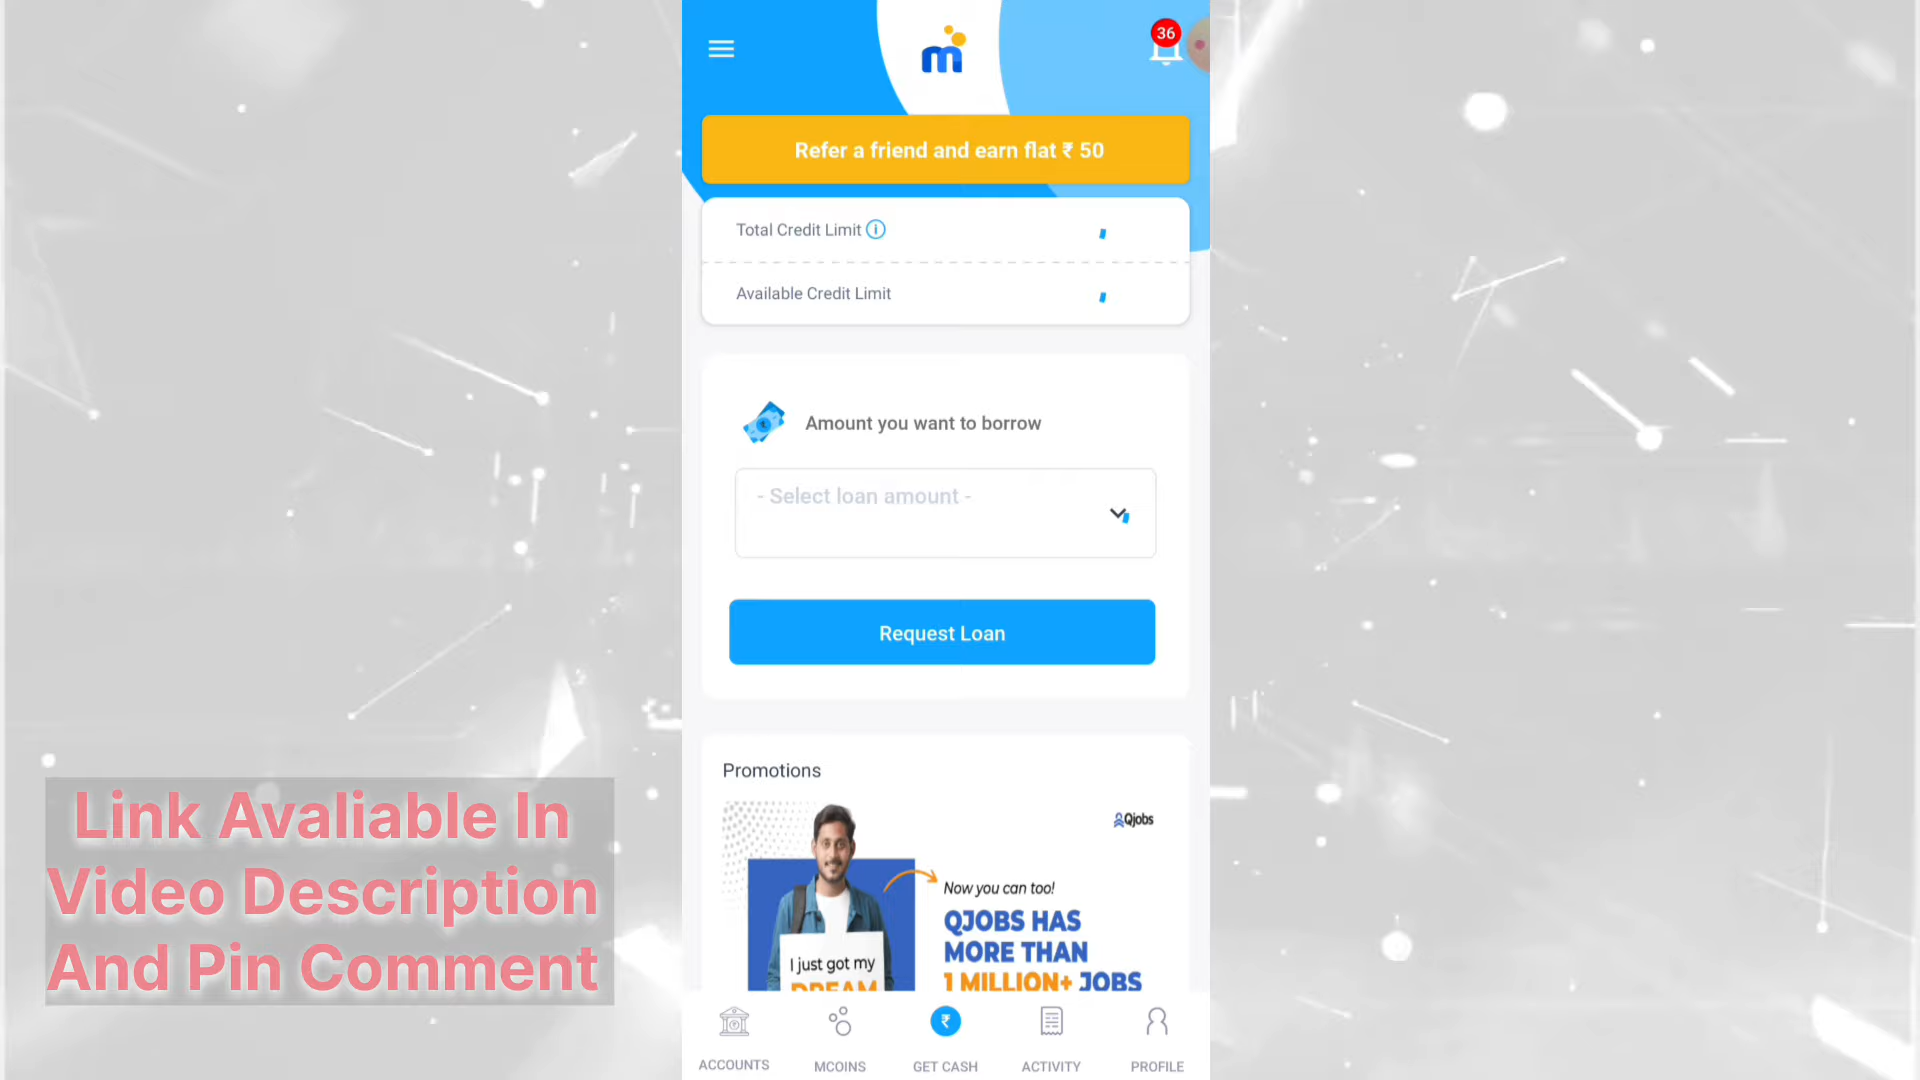 m
36
Refer a friend and earn flat ₹ 50
Total Credit Limit
Available Credit Limit
Amount you want to borrow
- Select loan amount -
Request Loan
Promotions
Qjobs
Now you can too!
QJOBS HAS
MORE THAN
1 MILLION+ JOBS
I just got my
DREAM
ACCOUNTS
MCOINS
GET CASH
ACTIVITY
PROFILE
Link Avaliable In
Video Description
And Pin Comment